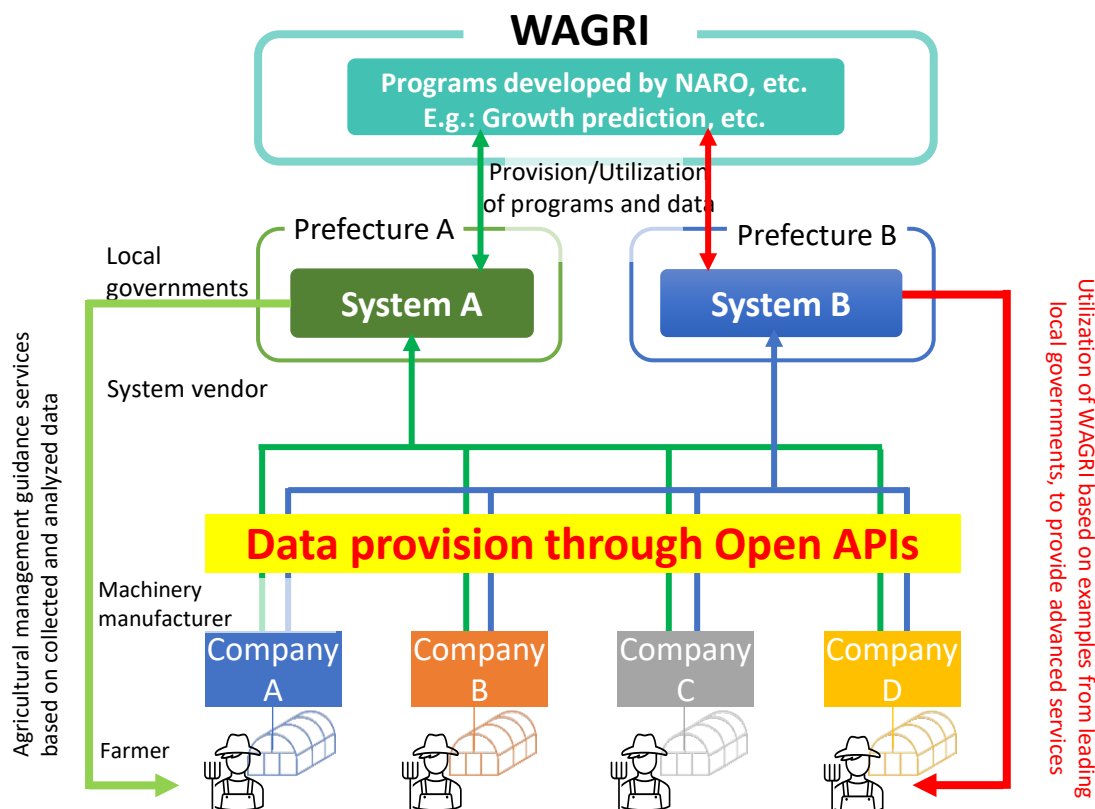 WAGRI
Programs developed by NARO, etc.
E.g.: Growth prediction, etc.
Provision/Utilization
of programs and data
Prefecture A
Prefecture B
Local
governments
System A
System B
System vendor
Agricultural management guidance services
based on collected and analyzed data
Utilization of WAGRI based on examples from leading
local governments, to provide advanced services
Data provision through Open APIs
Machinery
manufacturer
Company
A
Company
B
Company
C
Company
D
Farmer